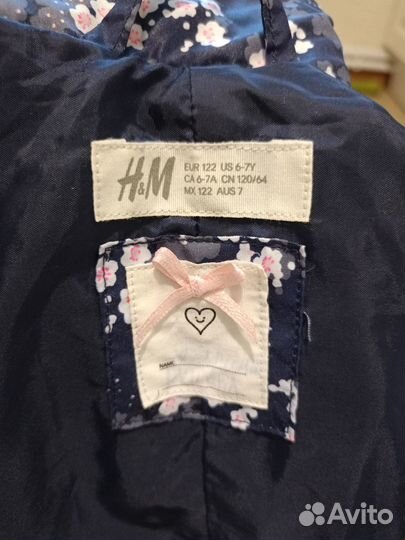 H&M
EUR 122 US 6-7Y
CA 6-7A CN 120/64
MX 122 AUS 7
NAME
Avito